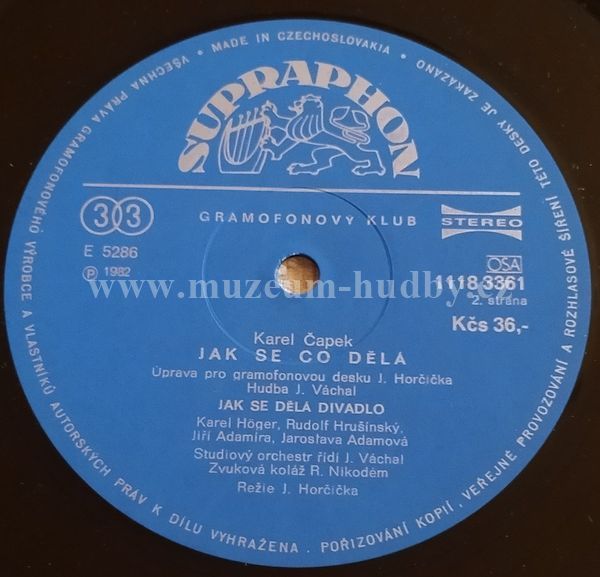 VŠECHNA PRÁVA GRAMOFONOVÉHO VÝROBCE A VLASTNÍKŮ AUTORSKÝCH PRÁV K DÍLU VYHRAŽENA . POŘIZOVÁNÍ KOPIÍ , VEŘEJNÉ PROVOZOVÁNÍ A ROZHLASOVÉ ŠÍŘENÍ TÉTO DESKY JE ZAKÁZÁNO
• MADE IN CZECHOSLOVAKIA •
SUPRAPHON
33 GRAMOFONOVÝ KLUB STEREO
E 5286 OSA
Ⓟ 1982 1118 3361
www.muzeum-hudby.cz
2. strana
Kčs 36,-
Karel Čapek
JAK SE CO DĚLÁ
Úprava pro gramofonovou desku J. Horčička
Hudba J. Váchal
JAK SE DĚLÁ DIVADLO
Karel Höger, Rudolf Hrušínský,
Jiří Adamíra, Jaroslava Adamová
Studiový orchestr řídí J. Váchal
Zvuková koláž R. Nikodém
Režie J. Horčička